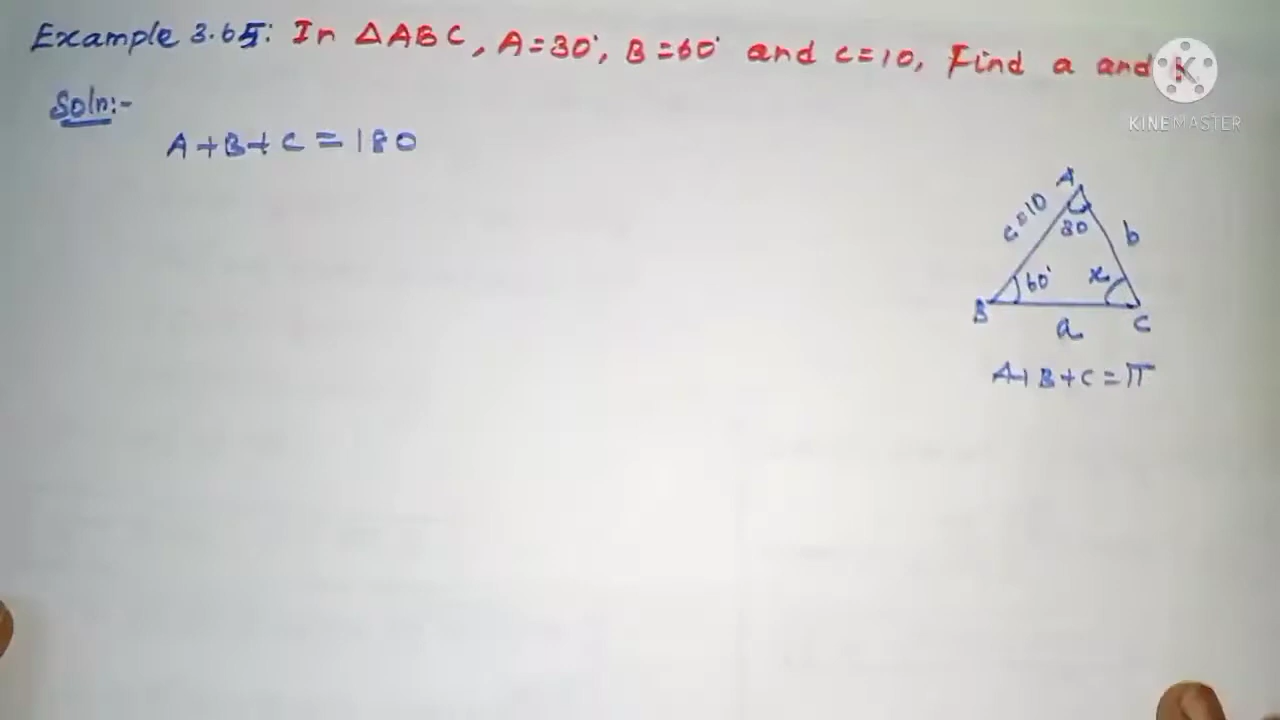 Example 3.65: In ΔABC, A=30°, B=60° and c=10, Find a and
KINEMASTER
Soln:-
A+B+C=180
A
c=10
30
b
60°
x
B
a
C
A+B+C=π